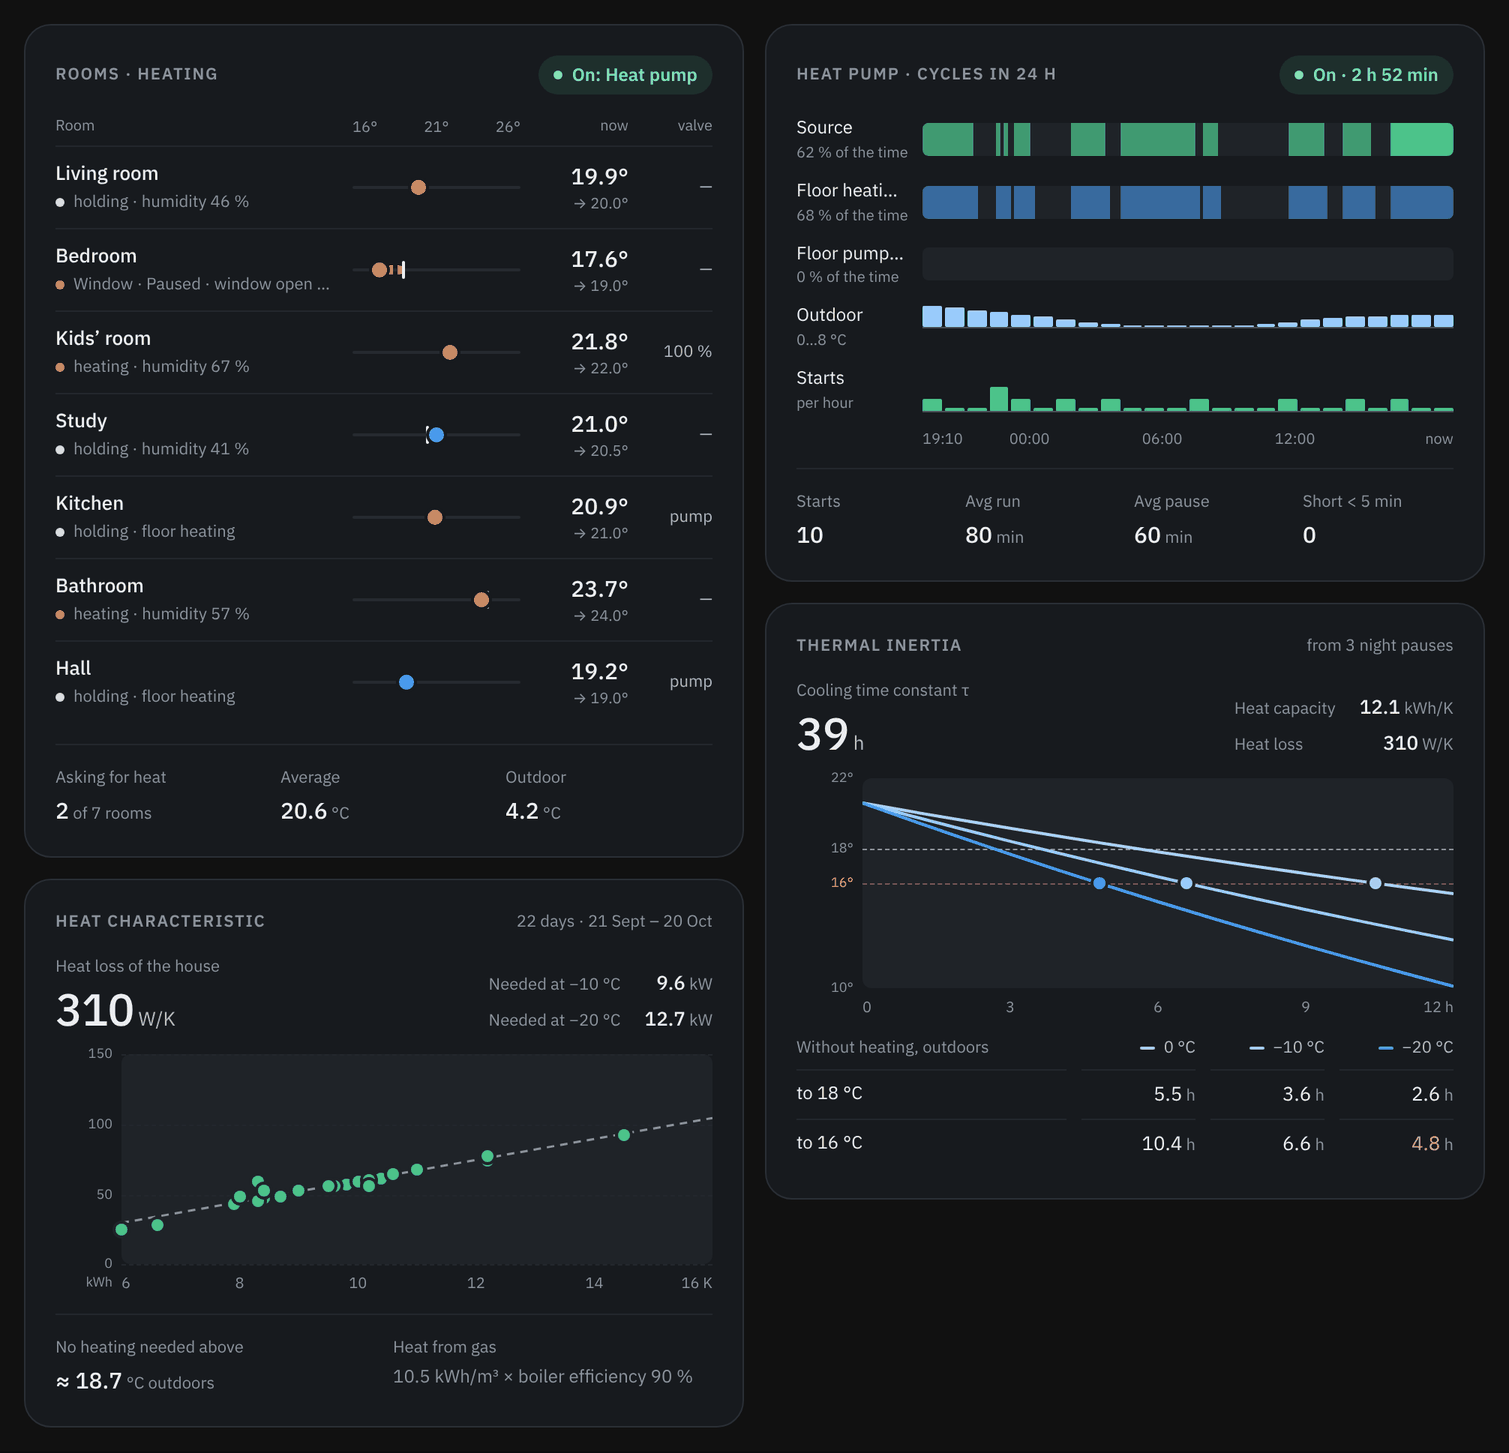 ROOMS · HEATING
On: Heat pump
Room 16° 21° 26° now valve
Living room 19.9° –
holding · humidity 46 % → 20.0°
Bedroom 17.6° –
Window · Paused · window open ... → 19.0°
Kids’ room 21.8° 100 %
heating · humidity 67 % → 22.0°
Study 21.0° –
holding · humidity 41 % → 20.5°
Kitchen 20.9° pump
holding · floor heating → 21.0°
Bathroom 23.7° –
heating · humidity 57 % → 24.0°
Hall 19.2° pump
holding · floor heating → 19.0°
Asking for heat Average Outdoor
2 of 7 rooms 20.6 °C 4.2 °C
HEAT CHARACTERISTIC 22 days · 21 Sept – 20 Oct
Heat loss of the house
310 W/K
Needed at −10 °C 9.6 kW
Needed at −20 °C 12.7 kW
150
100
50
0
kWh 6 8 10 12 14 16 K
No heating needed above Heat from gas
≈ 18.7 °C outdoors 10.5 kWh/m³ × boiler efficiency 90 %
HEAT PUMP · CYCLES IN 24 H
On · 2 h 52 min
Source
62 % of the time
Floor heati...
68 % of the time
Floor pump...
0 % of the time
Outdoor
0...8 °C
Starts
per hour
19:10 00:00 06:00 12:00 now
Starts Avg run Avg pause Short < 5 min
10 80 min 60 min 0
THERMAL INERTIA from 3 night pauses
Cooling time constant τ
39 h
Heat capacity 12.1 kWh/K
Heat loss 310 W/K
22°
18°
16°
10°
0 3 6 9 12 h
Without heating, outdoors 0 °C −10 °C −20 °C
to 18 °C 5.5 h 3.6 h 2.6 h
to 16 °C 10.4 h 6.6 h 4.8 h